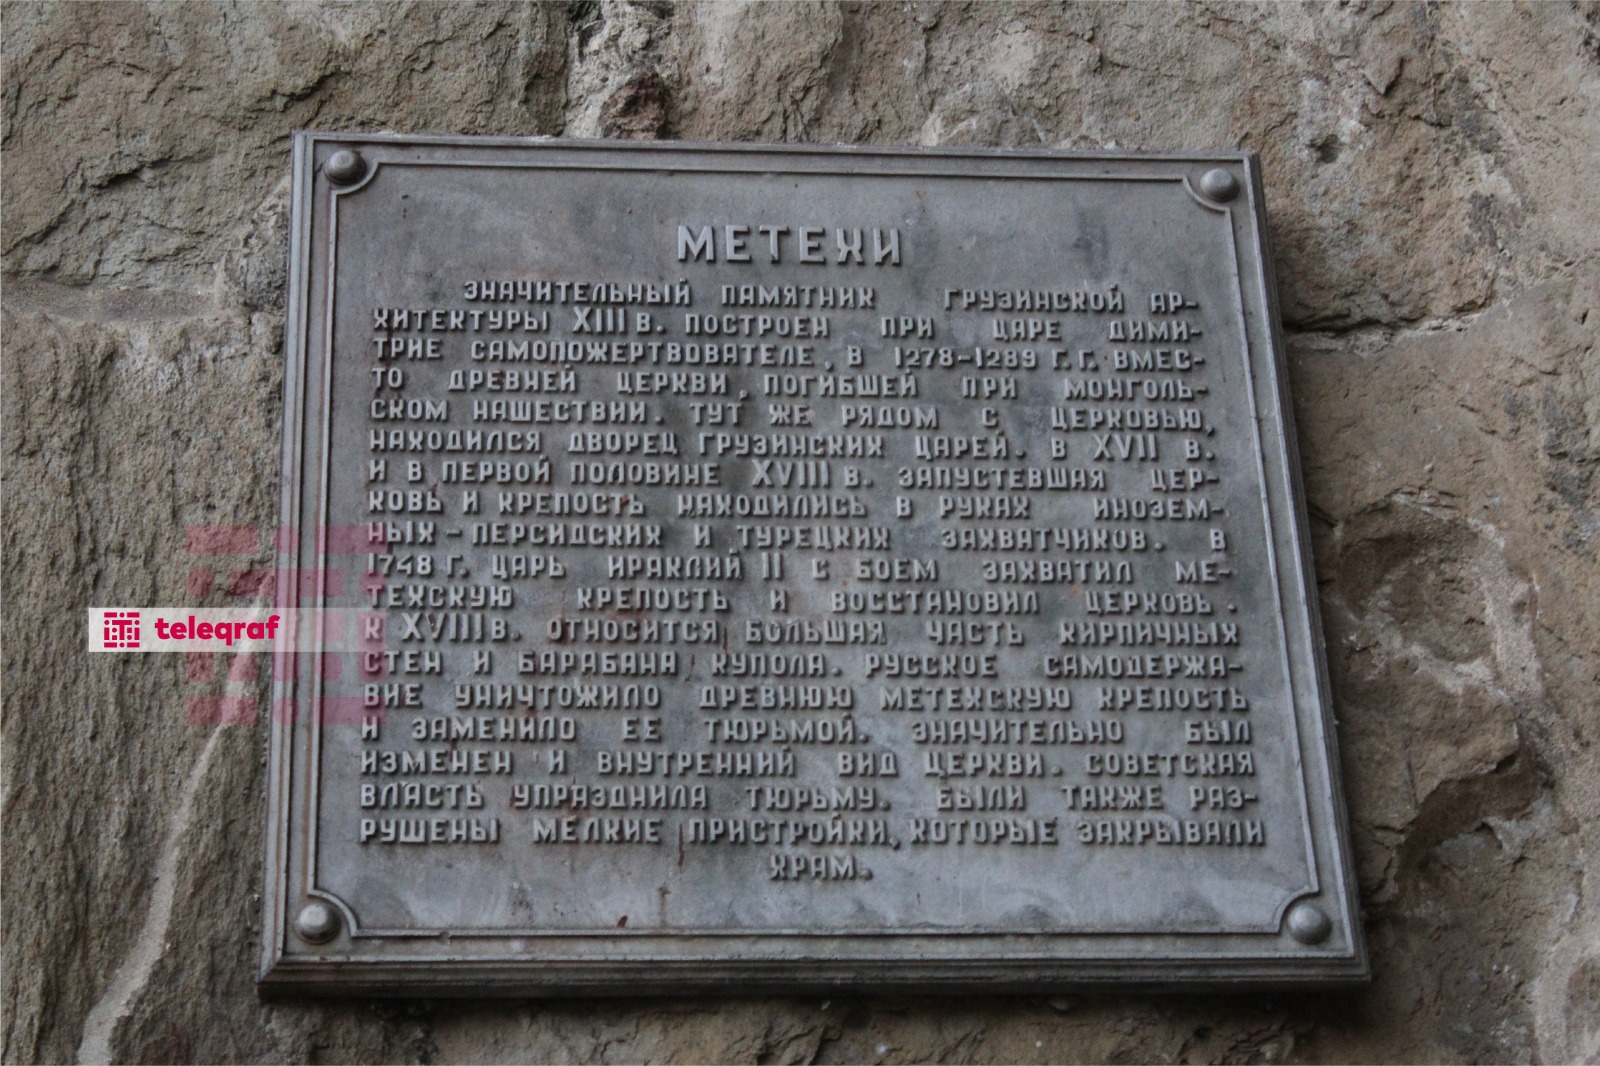 МЕТЕХИ
ЗНАЧИТЕЛЬНЫЙ ПАМЯТНИК ГРУЗИНСКОЙ АР-
ХИТЕКТУРЫ XIII В. ПОСТРОЕН ПРИ ЦАРЕ ДИМИ-
ТРИЕ САМОПОЖЕРТВОВАТЕЛЕ, В 1278-1289 Г.Г. ВМЕС-
ТО ДРЕВНЕЙ ЦЕРКВИ, ПОГИБШЕЙ ПРИ МОНГОЛЬ-
СКОМ НАШЕСТВИИ. ТУТ ЖЕ РЯДОМ С ЦЕРКОВЬЮ,
НАХОДИЛСЯ ДВОРЕЦ ГРУЗИНСКИХ ЦАРЕЙ. В XVII В.
И В ПЕРВОЙ ПОЛОВИНЕ XVIII В. ЗАПУСТЕВШАЯ ЦЕР-
КОВЬ И КРЕПОСТЬ НАХОДИЛИСЬ В РУКАХ ИНОЗЕМ-
НЫХ-ПЕРСИДСКИХ И ТУРЕЦКИХ ЗАХВАТЧИКОВ. В
1748 Г. ЦАРЬ ИРАКЛИЙ II С БОЕМ ЗАХВАТИЛ МЕ-
ТЕХСКУЮ КРЕПОСТЬ И ВОССТАНОВИЛ ЦЕРКОВЬ.
К XVIII В. ОТНОСИТСЯ БОЛЬШАЯ ЧАСТЬ КИРПИЧНЫХ
СТЕН И БАРАБАНА КУПОЛА. РУССКОЕ САМОДЕРЖА-
ВИЕ УНИЧТОЖИЛО ДРЕВНЮЮ МЕТЕХСКУЮ КРЕПОСТЬ
И ЗАМЕНИЛО ЕЕ ТЮРЬМОЙ. ЗНАЧИТЕЛЬНО БЫЛ
ИЗМЕНЕН И ВНУТРЕННИЙ ВИД ЦЕРКВИ. СОВЕТСКАЯ
ВЛАСТЬ УПРАЗДНИЛА ТЮРЬМУ. БЫЛИ ТАКЖЕ РАЗ-
РУШЕНЫ МЕЛКИЕ ПРИСТРОЙКИ, КОТОРЫЕ ЗАКРЫВАЛИ
ХРАМ.
teleqraf